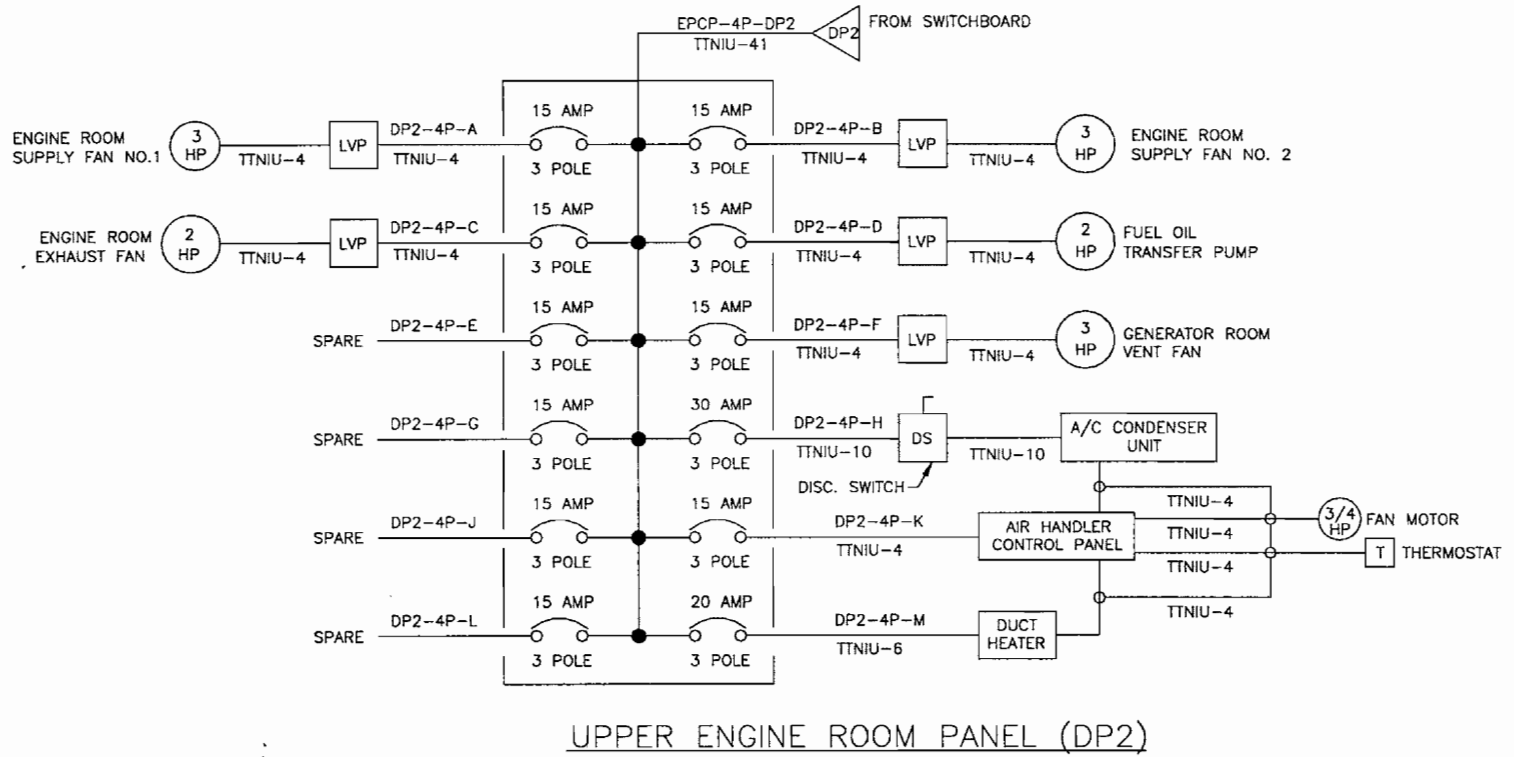 EPCP-4P-DP2
TTNIU-41
DP2
FROM SWITCHBOARD
ENGINE ROOM
SUPPLY FAN NO.1
3
HP
TTNIU-4
LVP
DP2-4P-A
TTNIU-4
15 AMP
3 POLE
15 AMP
3 POLE
DP2-4P-B
TTNIU-4
LVP
TTNIU-4
3
HP
ENGINE ROOM
SUPPLY FAN NO. 2
ENGINE ROOM
EXHAUST FAN
2
HP
TTNIU-4
LVP
DP2-4P-C
TTNIU-4
15 AMP
3 POLE
15 AMP
3 POLE
DP2-4P-D
TTNIU-4
LVP
TTNIU-4
2
HP
FUEL OIL
TRANSFER PUMP
SPARE
DP2-4P-E
15 AMP
3 POLE
15 AMP
3 POLE
DP2-4P-F
TTNIU-4
LVP
TTNIU-4
3
HP
GENERATOR ROOM
VENT FAN
SPARE
DP2-4P-G
15 AMP
3 POLE
30 AMP
3 POLE
DP2-4P-H
TTNIU-10
DS
DISC. SWITCH
TTNIU-10
A/C CONDENSER
UNIT
SPARE
DP2-4P-J
15 AMP
3 POLE
15 AMP
3 POLE
DP2-4P-K
TTNIU-4
AIR HANDLER
CONTROL PANEL
TTNIU-4
TTNIU-4
TTNIU-4
TTNIU-4
3/4
HP
FAN MOTOR
T
THERMOSTAT
SPARE
DP2-4P-L
15 AMP
3 POLE
20 AMP
3 POLE
DP2-4P-M
TTNIU-6
DUCT
HEATER
UPPER ENGINE ROOM PANEL (DP2)